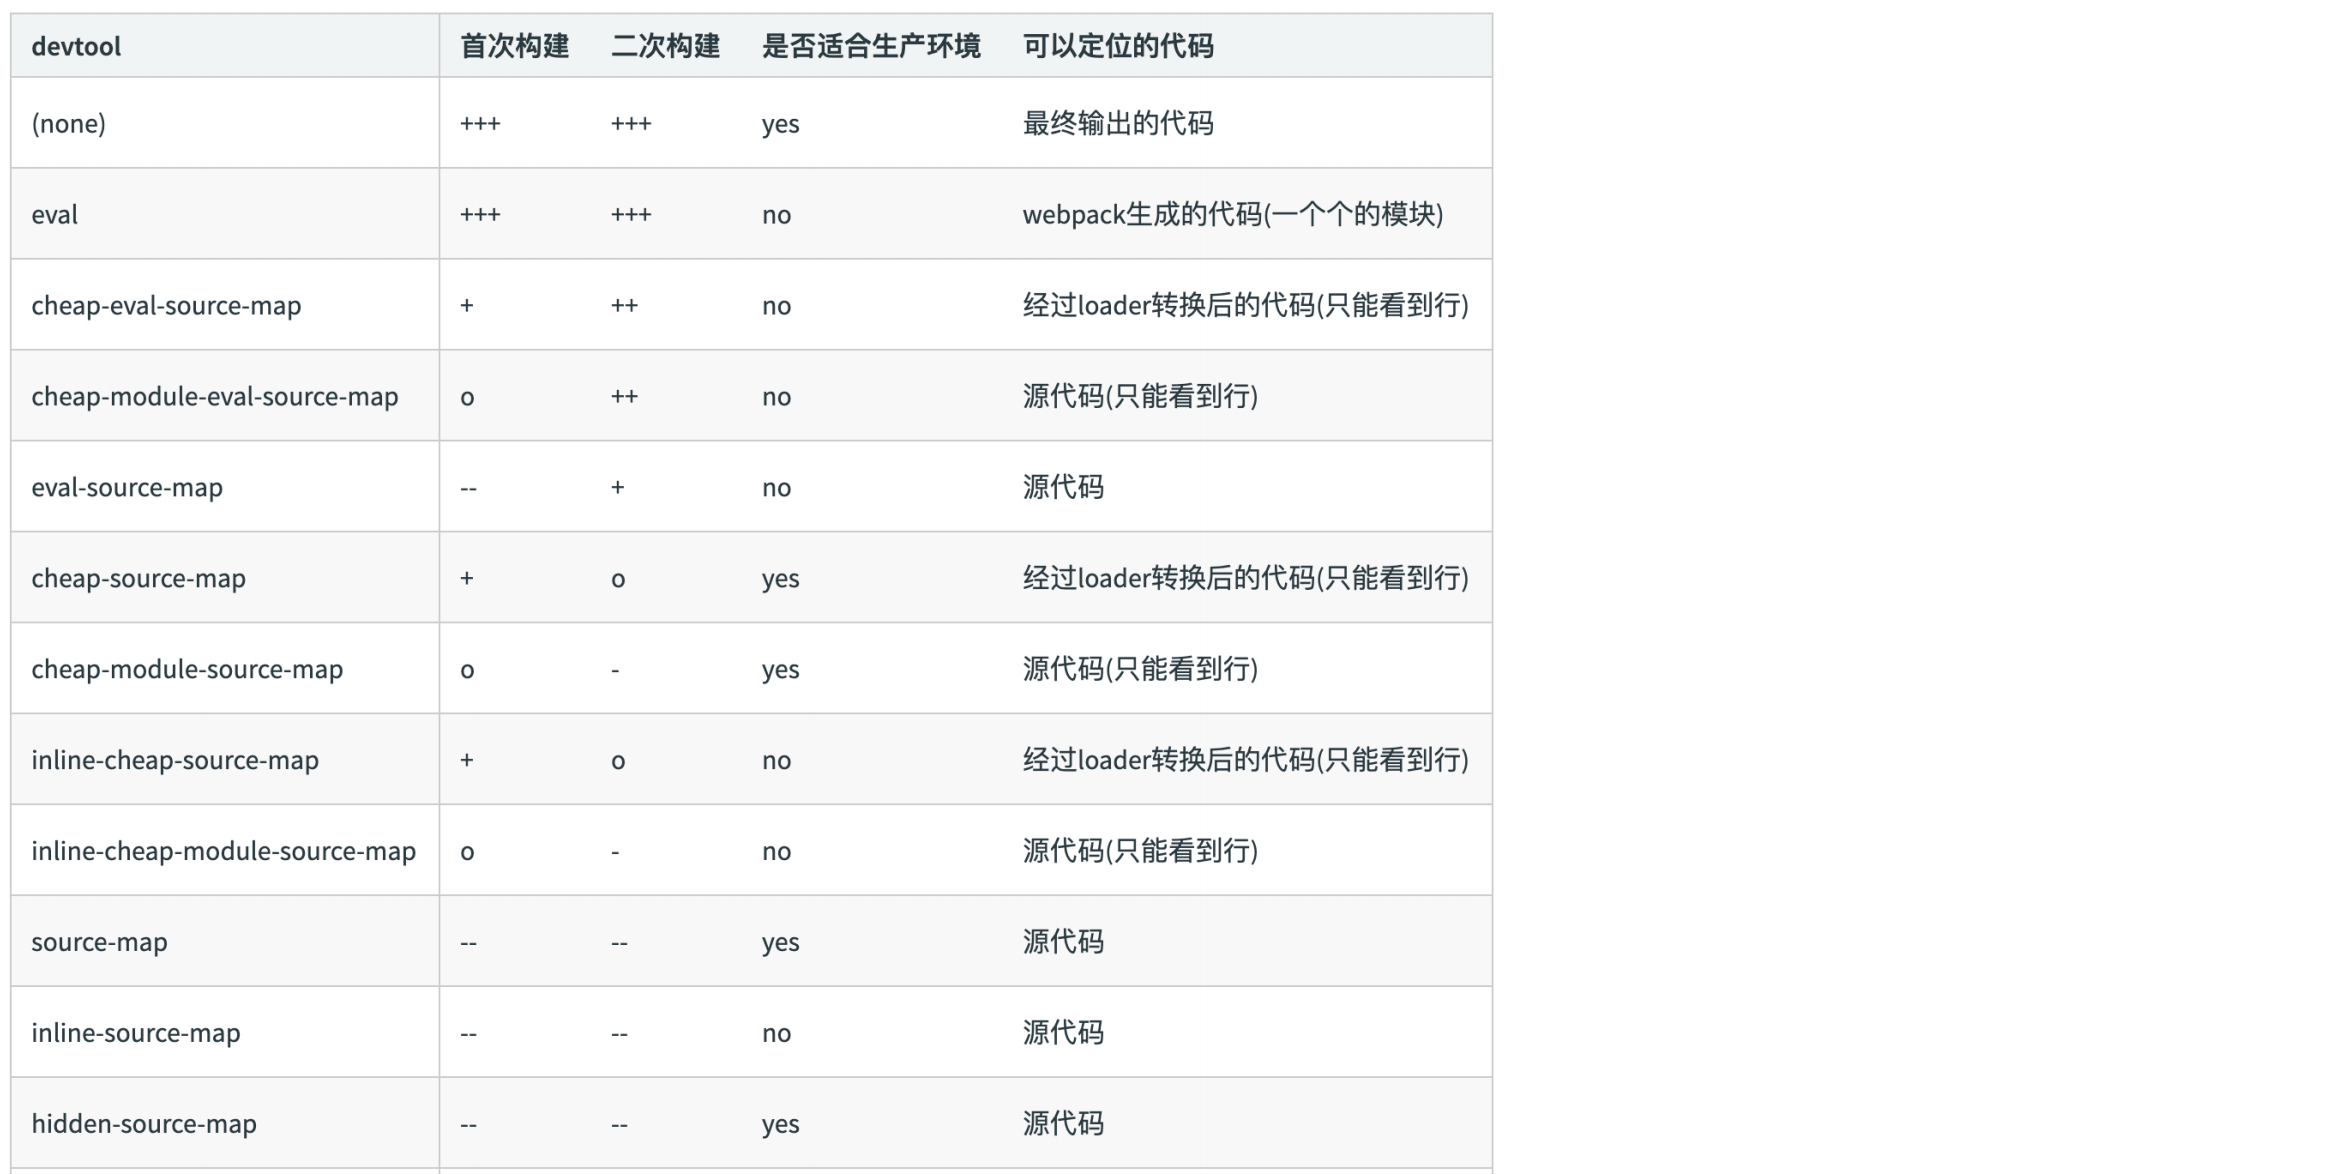 devtool 首次构建 二次构建 是否适合生产环境 可以定位的代码
(none) +++ +++ yes 最终输出的代码
eval +++ +++ no webpack生成的代码(一个个的模块)
cheap-eval-source-map + ++ no 经过loader转换后的代码(只能看到行)
cheap-module-eval-source-map o ++ no 源代码(只能看到行)
eval-source-map -- + no 源代码
cheap-source-map + o yes 经过loader转换后的代码(只能看到行)
cheap-module-source-map o - yes 源代码(只能看到行)
inline-cheap-source-map + o no 经过loader转换后的代码(只能看到行)
inline-cheap-module-source-map o - no 源代码(只能看到行)
source-map -- -- yes 源代码
inline-source-map -- -- no 源代码
hidden-source-map -- -- yes 源代码